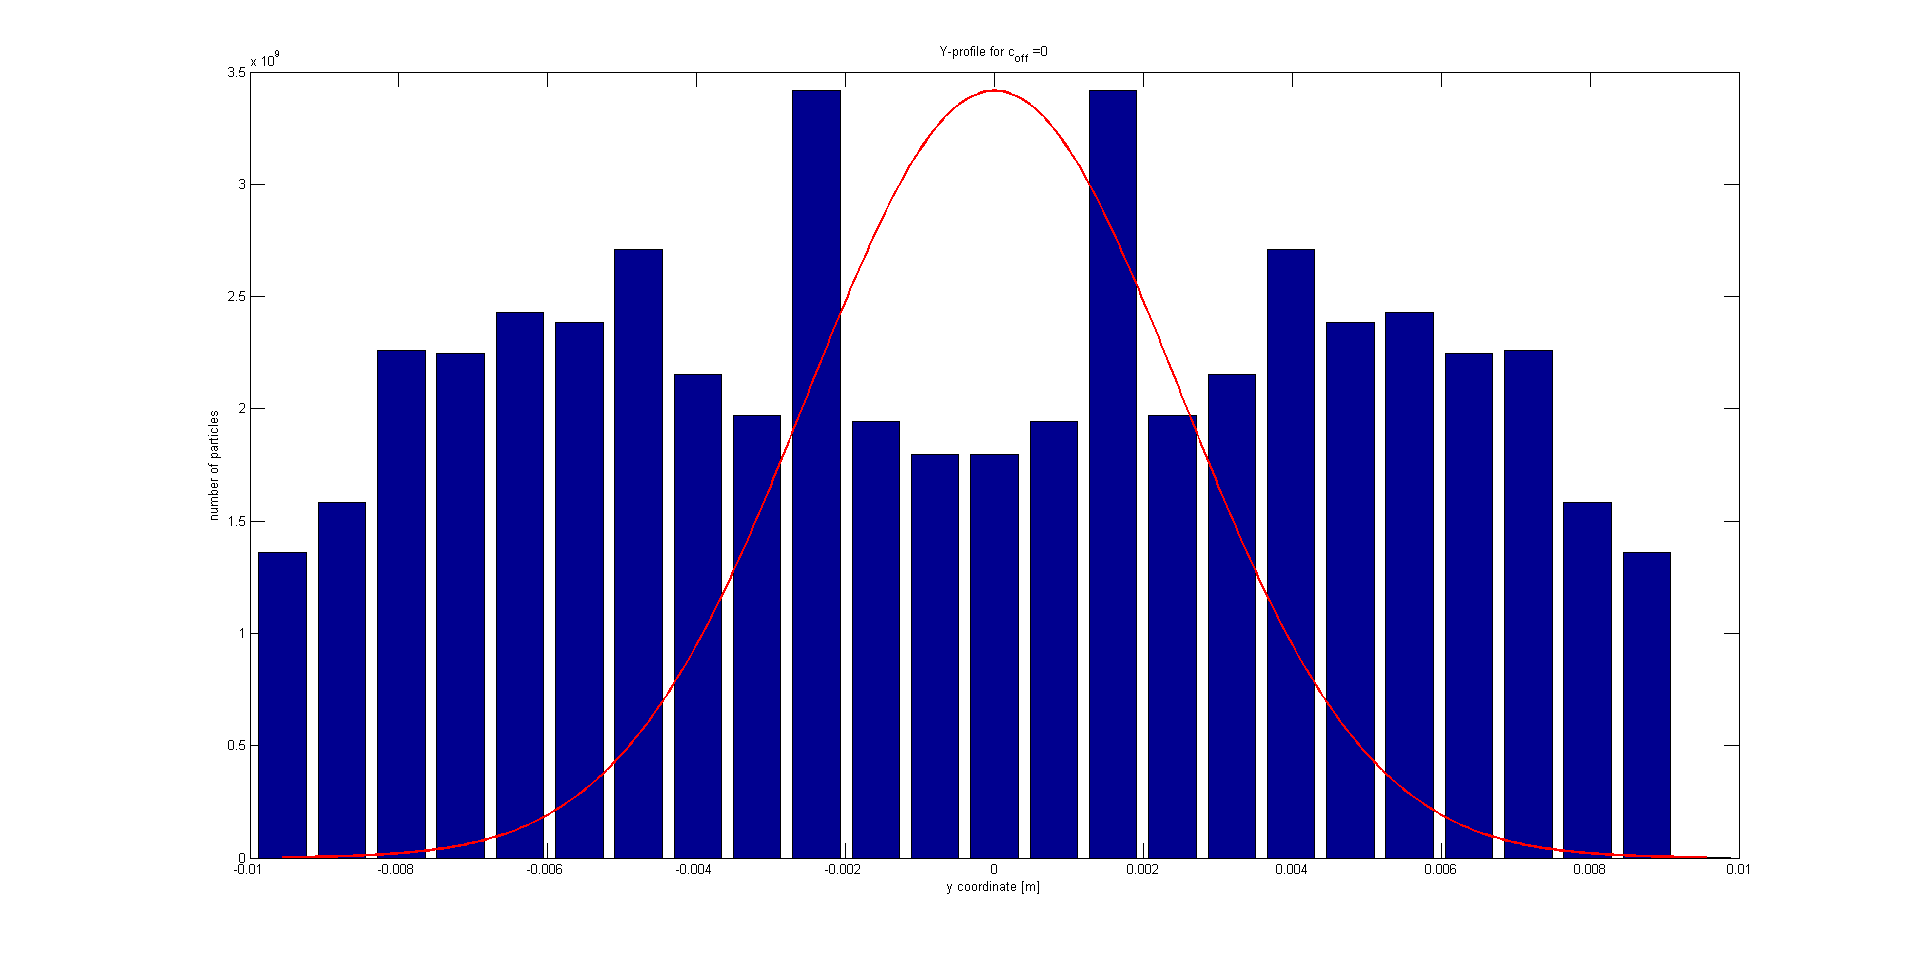 Y-profile for c_off =0
x 10^9
3.5
3
2.5
2
1.5
1
0.5
0
number of particles
-0.01 -0.008 -0.006 -0.004 -0.002 0 0.002 0.004 0.006 0.008 0.01
y coordinate [m]